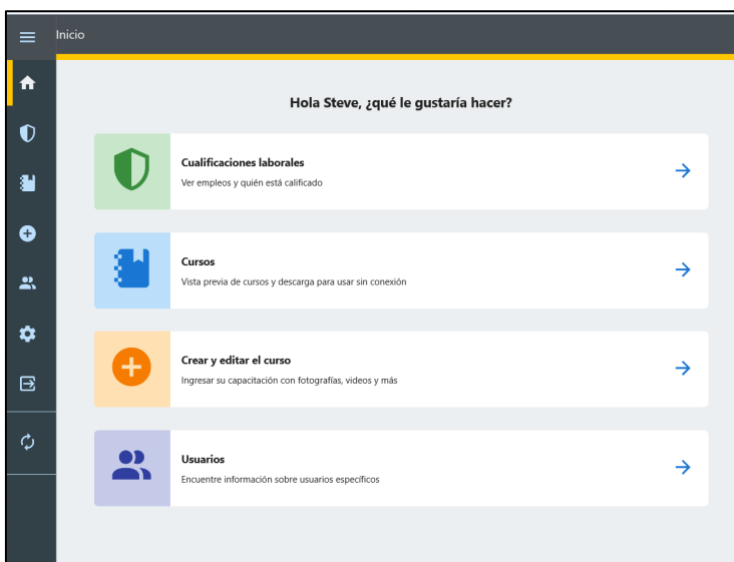 Inicio
Hola Steve, ¿qué le gustaría hacer?
Cualificaciones laborales
Ver empleos y quién está calificado
Cursos
Vista previa de cursos y descarga para usar sin conexión
Crear y editar el curso
Ingresar su capacitación con fotografías, videos y más
Usuarios
Encuentre información sobre usuarios específicos